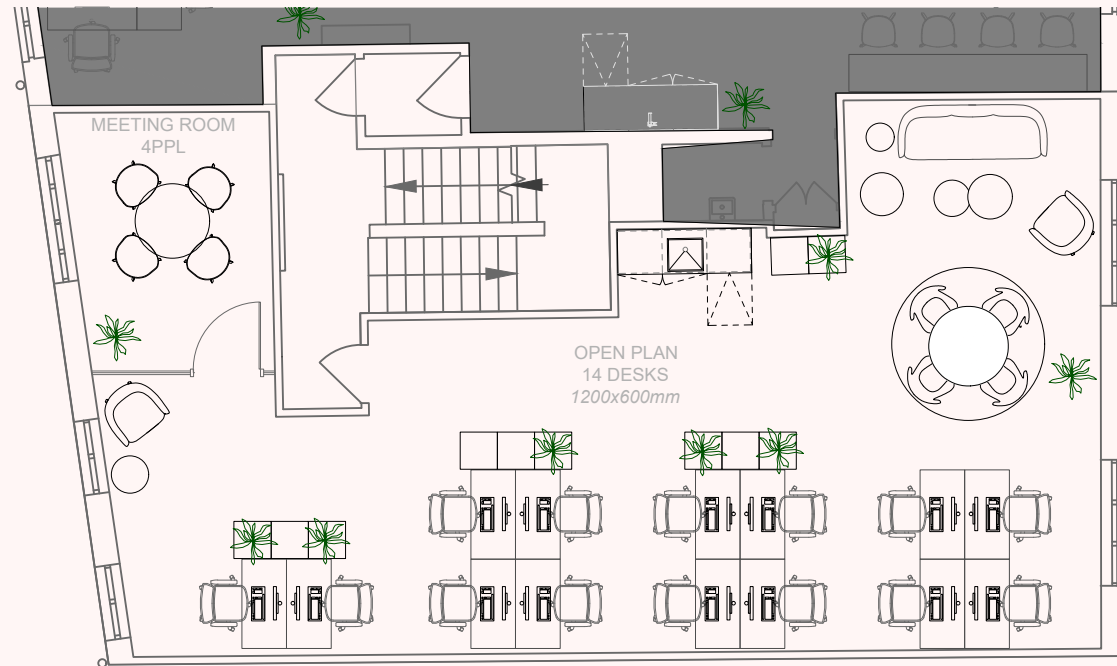 MEETING ROOM
4PPL
OPEN PLAN
14 DESKS
1200x600mm